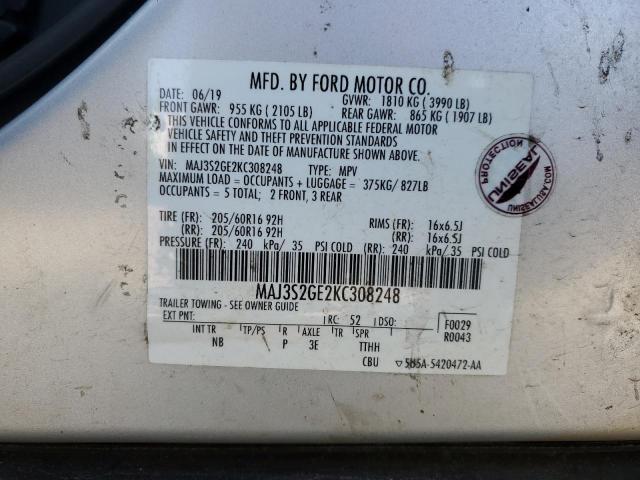 MFD. BY FORD MOTOR CO.
06/19 GVWR: 1810 KG ( 3990 LB)
FRONT GAWR: 955 KG ( 2105 LB) REAR GAWR: 865 KG ( 1907 LB)
THIS VEHICLE CONFORMS TO ALL APPLICABLE FEDERAL MOTOR
VEHICLE SAFETY AND THEFT PREVENTION STANDARDS
IN EFFECT ON THE DATE OF MANUFACTURE SHOWN ABOVE.
VIN: MAJ3S2GE2KC308248 TYPE: MPV
MAXIMUM LOAD = OCCUPANTS + LUGGAGE = 375KG/ 827LB
OCCUPANTS = 5 TOTAL; 2 FRONT, 3 REAR
TIRE (FR): 205/60R16 92H RIMS (FR): 16x6.5J
(RR): 205/60R16 92H (RR): 16x6.5J
PRESSURE (FR): 240 kPa/ 35 PSI COLD (RR): 240 kPa/ 35 PSI COLD
MAJ3S2GE2KC308248
TRAILER TOWING - SEE OWNER GUIDE
EXT PNT: RC: 52 DSO: F0029
INT TR TP/PS R AXLE TR SPR R0043
NB P 3E TTHH
CBU 5U5A-5420472-AA
PROTECTION
UNISEAL